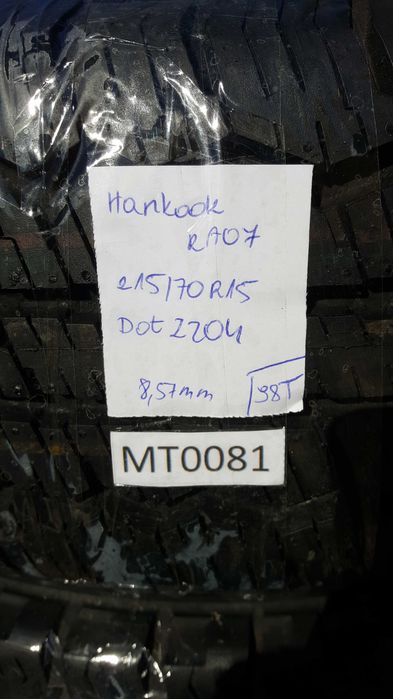 Hankook
RA07
215/70R15
Dot 2204
8,57mm 98T
MT0081